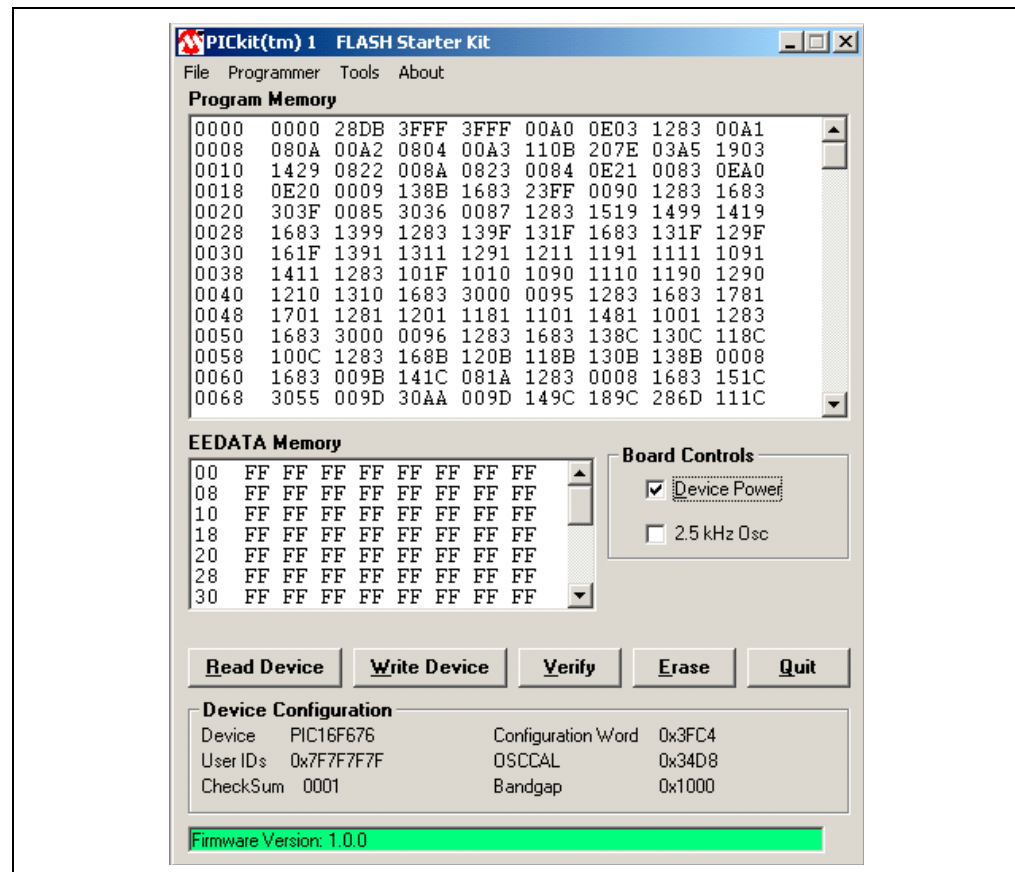 PICkit(tm) 1 FLASH Starter Kit
File Programmer Tools About
Program Memory
0000 0000 28DB 3FFF 3FFF 00A0 0E03 1283 00A1
0008 080A 00A2 0804 00A3 110B 207E 03A5 1903
0010 1429 0822 008A 0823 0084 0E21 0083 0EA0
0018 0E20 0009 138B 1683 23FF 0090 1283 1683
0020 303F 0085 3036 0087 1283 1519 1499 1419
0028 1683 1399 1283 139F 131F 1683 131F 129F
0030 161F 1391 1311 1291 1211 1191 1111 1091
0038 1411 1283 101F 1010 1090 1110 1190 1290
0040 1210 1310 1683 3000 0095 1283 1683 1781
0048 1701 1281 1201 1181 1101 1481 1001 1283
0050 1683 3000 0096 1283 1683 138C 130C 118C
0058 100C 1283 168B 120B 118B 130B 138B 0008
0060 1683 009B 141C 081A 1283 0008 1683 151C
0068 3055 009D 30AA 009D 149C 189C 286D 111C
EEDATA Memory
00 FF FF FF FF FF FF FF FF
08 FF FF FF FF FF FF FF FF
10 FF FF FF FF FF FF FF FF
18 FF FF FF FF FF FF FF FF
20 FF FF FF FF FF FF FF FF
28 FF FF FF FF FF FF FF FF
30 FF FF FF FF FF FF FF FF
Board Controls
Device Power
2.5 kHz Osc
Read Device Write Device Verify Erase Quit
Device Configuration
Device PIC16F676 Configuration Word 0x3FC4
User IDs 0x7F7F7F7F OSCCAL 0x34D8
CheckSum 0001 Bandgap 0x1000
Firmware Version: 1.0.0